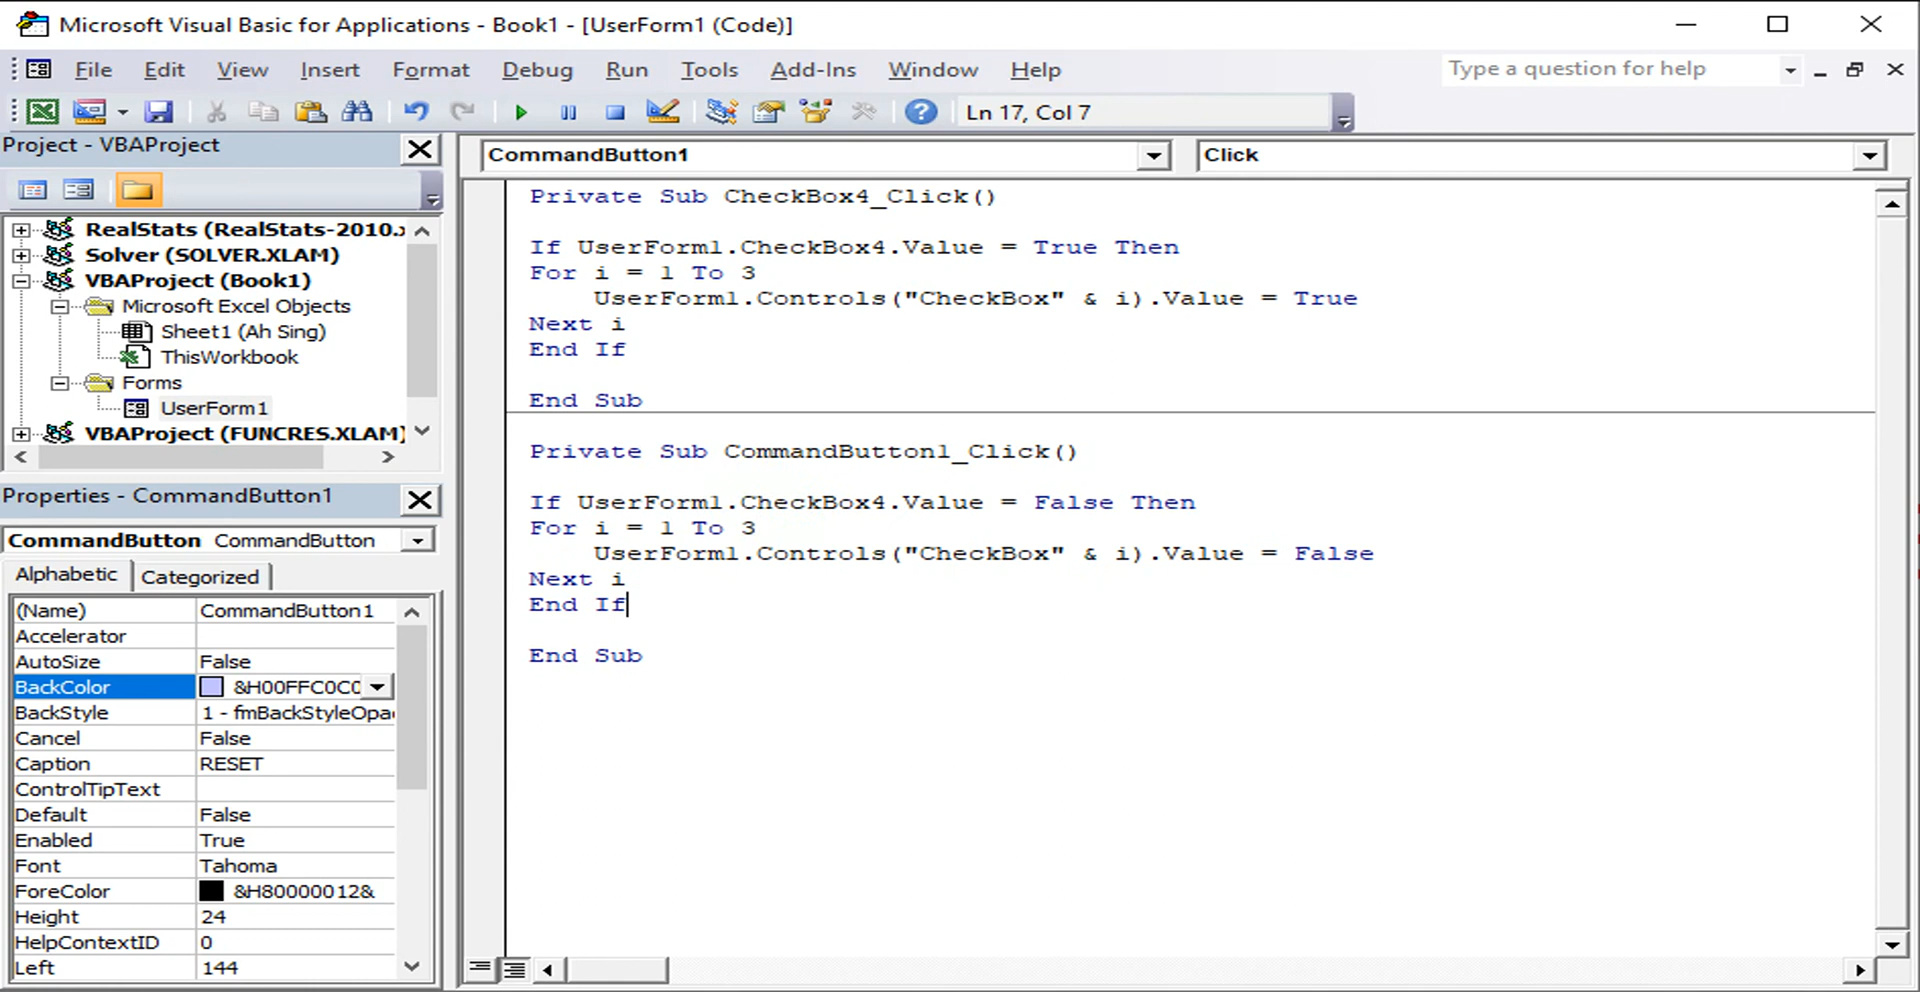 Microsoft Visual Basic for Applications - Book1 - [UserForm1 (Code)]
File Edit View Insert Format Debug Run Tools Add-Ins Window Help
Type a question for help
Ln 17, Col 7
Project - VBAProject
RealStats (RealStats-2010.x
Solver (SOLVER.XLAM)
VBAProject (Book1)
Microsoft Excel Objects
Sheet1 (Ah Sing)
ThisWorkbook
Forms
UserForm1
VBAProject (FUNCRES.XLAM)
Properties - CommandButton1
CommandButton CommandButton
Alphabetic Categorized
(Name) CommandButton1
Accelerator
AutoSize False
BackColor &H00FFC0C0
BackStyle 1 - fmBackStyleOpa
Cancel False
Caption RESET
ControlTipText
Default False
Enabled True
Font Tahoma
ForeColor &H80000012&
Height 24
HelpContextID 0
Left 144
CommandButton1 Click
Private Sub CheckBox4_Click()
If UserForm1.CheckBox4.Value = True Then
For i = 1 To 3
UserForm1.Controls("CheckBox" & i).Value = True
Next i
End If
End Sub
Private Sub CommandButton1_Click()
If UserForm1.CheckBox4.Value = False Then
For i = 1 To 3
UserForm1.Controls("CheckBox" & i).Value = False
Next i
End If
End Sub